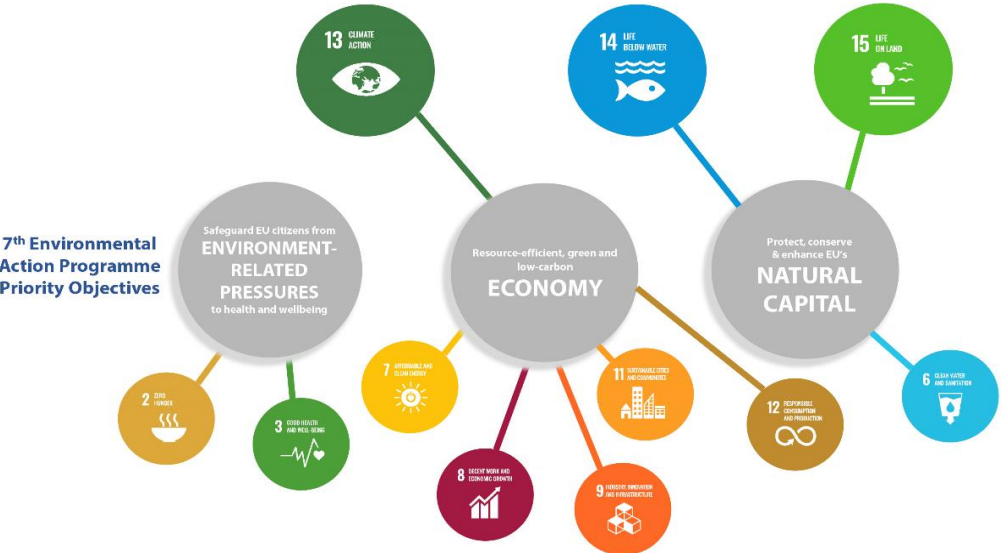 13 CLIMATE
ACTION
14 LIFE
BELOW WATER
15 LIFE
ON LAND
7th Environmental
Action Programme
Priority Objectives
Safeguard EU citizens from
ENVIRONMENT-
RELATED
PRESSURES
to health and wellbeing
Resource-efficient, green and
low-carbon
ECONOMY
Protect, conserve
& enhance EU's
NATURAL
CAPITAL
2 ZERO
HUNGER
3 GOOD HEALTH
AND WELL-BEING
7 AFFORDABLE AND
CLEAN ENERGY
8 DECENT WORK AND
ECONOMIC GROWTH
9 INDUSTRY, INNOVATION
AND INFRASTRUCTURE
11 SUSTAINABLE CITIES
AND COMMUNITIES
12 RESPONSIBLE
CONSUMPTION
AND PRODUCTION
6 CLEAN WATER
AND SANITATION